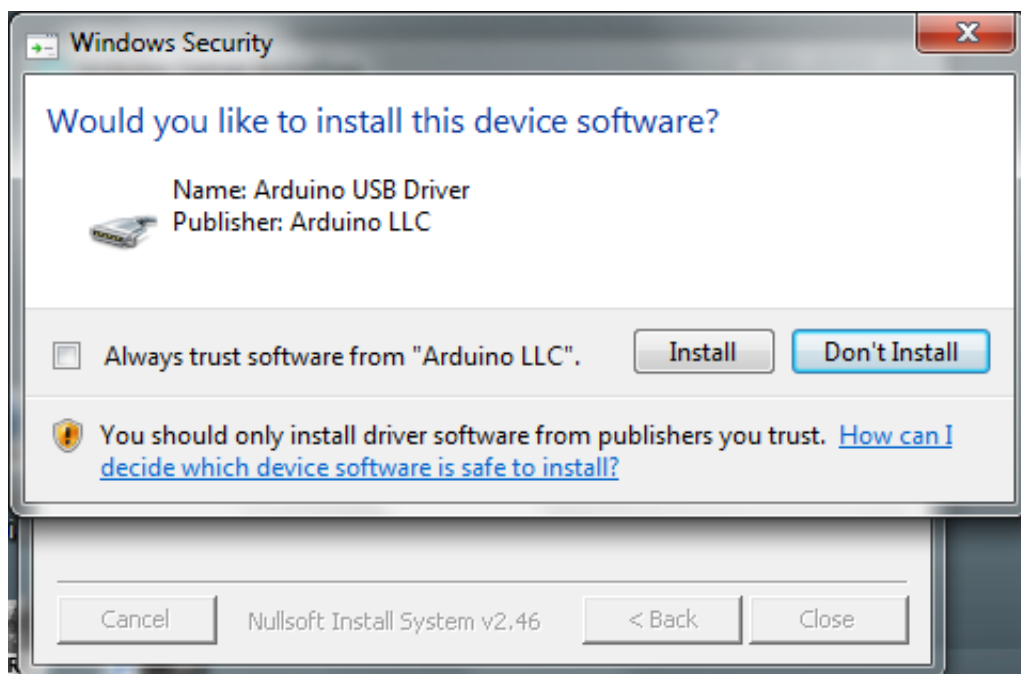 Windows Security
Would you like to install this device software?
Name: Arduino USB Driver
Publisher: Arduino LLC
Always trust software from "Arduino LLC".
Install
Don't Install
You should only install driver software from publishers you trust. How can I
decide which device software is safe to install?
Cancel
Nullsoft Install System v2.46
< Back
Close